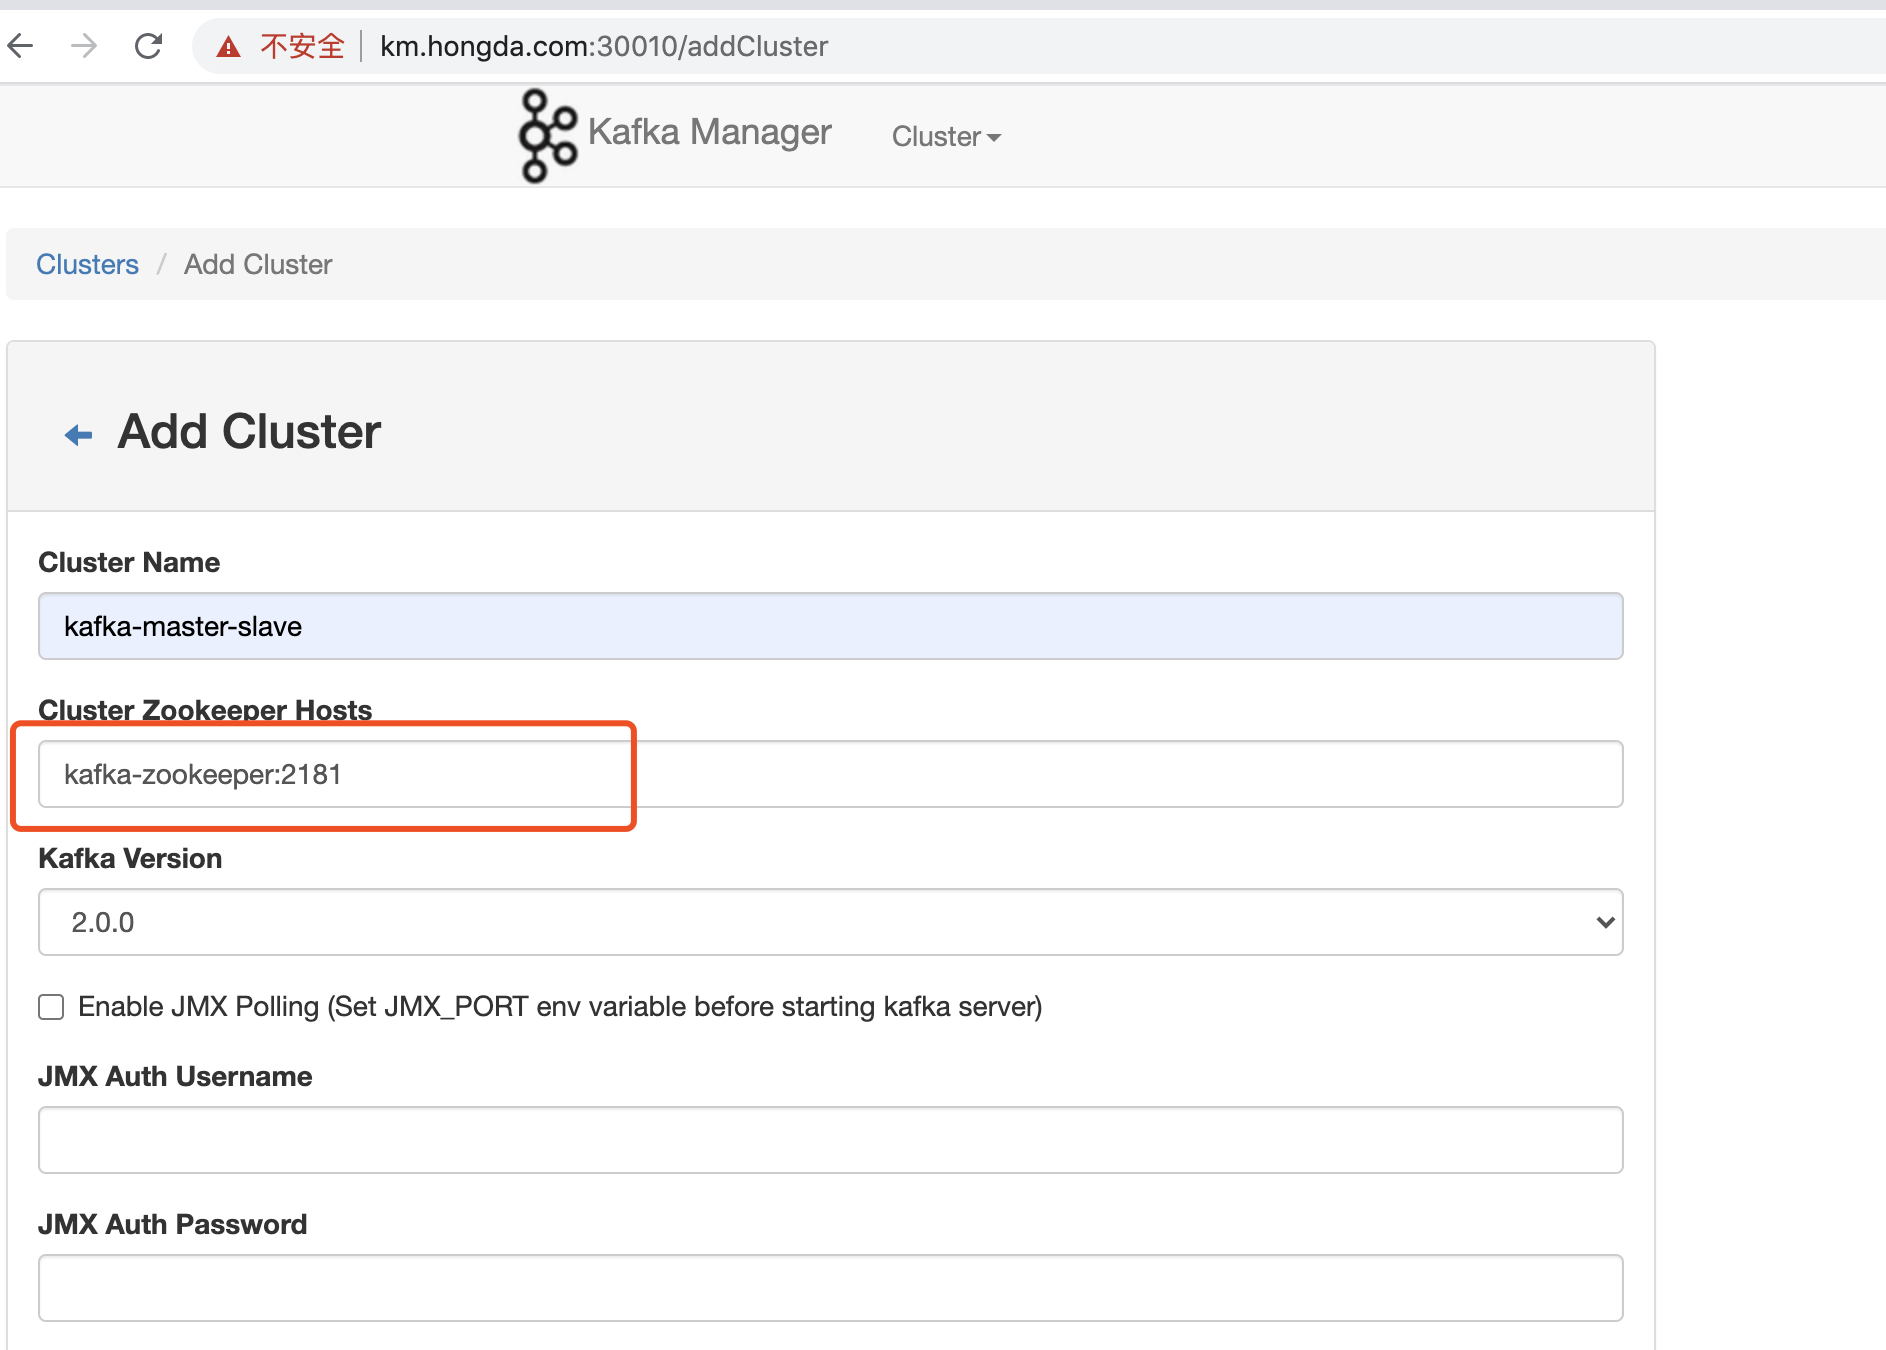 不安全 km.hongda.com:30010/addCluster
Kafka Manager Cluster
Clusters / Add Cluster
Add Cluster
Cluster Name
kafka-master-slave
Cluster Zookeeper Hosts
kafka-zookeeper:2181
Kafka Version
2.0.0
Enable JMX Polling (Set JMX_PORT env variable before starting kafka server)
JMX Auth Username
JMX Auth Password